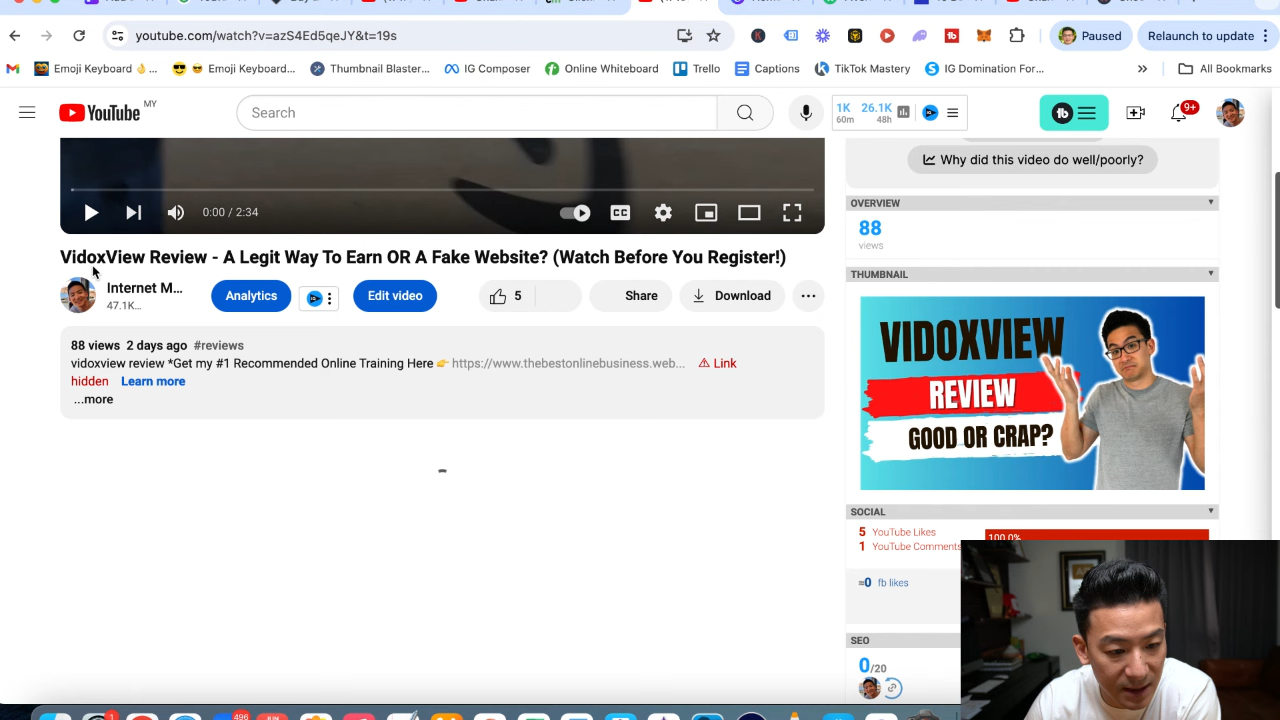 youtube.com/watch?v=azS4Ed5qeJY&t=19s
Paused
Relaunch to update
Emoji Keyboard 👌 ...
😎 Emoji Keyboard...
Thumbnail Blaster...
IG Composer
Online Whiteboard
Trello
Captions
TikTok Mastery
IG Domination For...
»
All Bookmarks
YouTube MY
Search
1K 26.1K
60m 48h
tb
9+
Why did this video do well/poorly?
0:00 / 2:34
CC
OVERVIEW
88
views
VidoxView Review - A Legit Way To Earn OR A Fake Website? (Watch Before You Register!)
THUMBNAIL
Internet M...
47.1K...
Analytics
Edit video
5
Share
Download
VIDOXVIEW
REVIEW
GOOD OR CRAP?
88 views 2 days ago #reviews
vidoxview review *Get my #1 Recommended Online Training Here 👉 https://www.thebestonlinebusiness.web... ⚠ Link
hidden Learn more
...more
SOCIAL
5 YouTube Likes
1 YouTube Comments
100.0%
≈0 fb likes
SEO
0/20
496